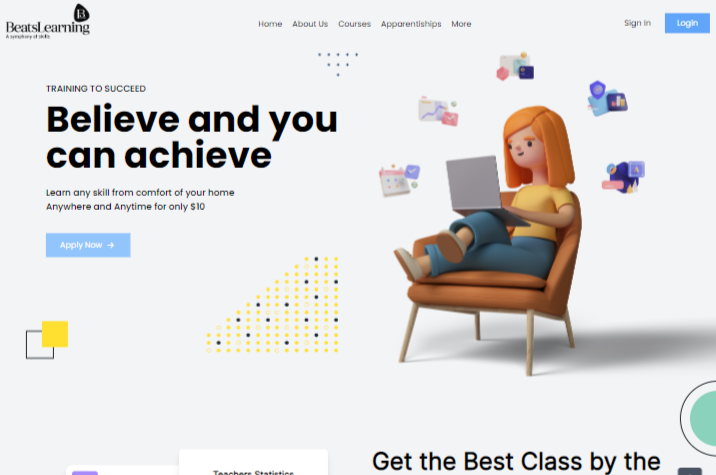 BeatsLearning
A symphony of skills
Home About Us Courses Apparentiships More
Sign In
Login
TRAINING TO SUCCEED
Believe and you
can achieve
Learn any skill from comfort of your home
Anywhere and Anytime for only $10
Apply Now →
Get the Best Class by the
Teachers Statistics